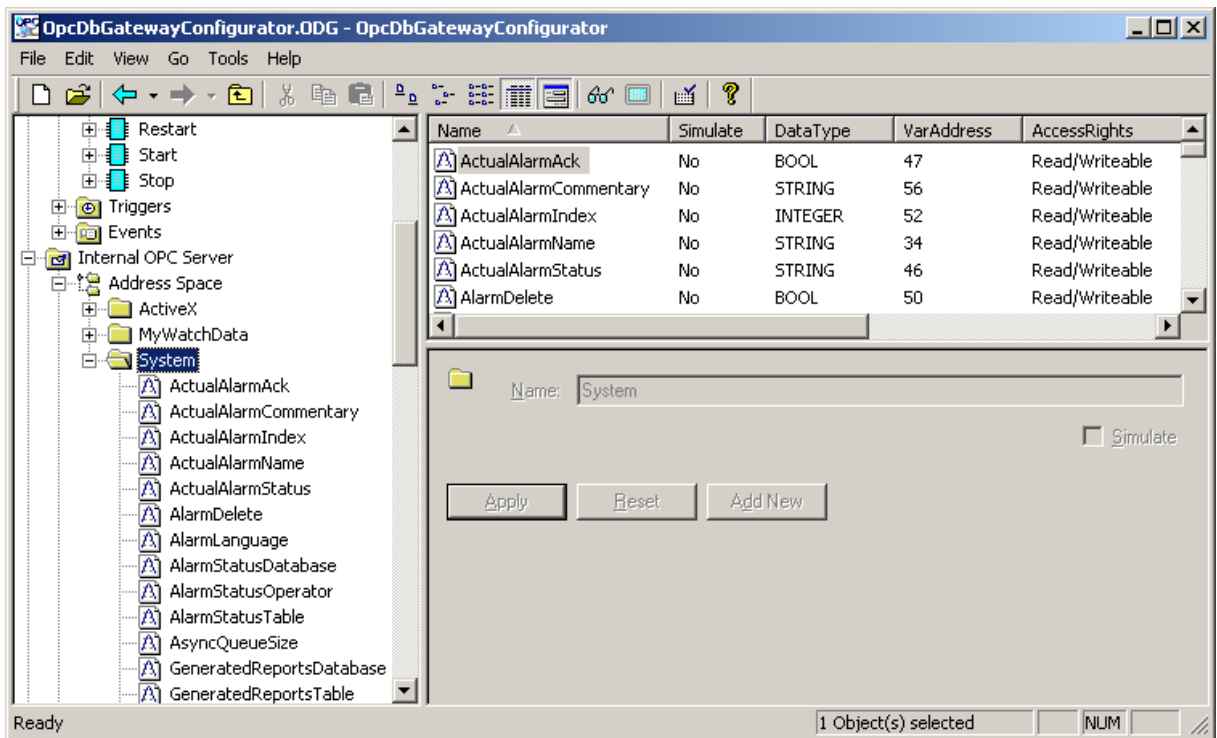 OpcDbGatewayConfigurator.ODG - OpcDbGatewayConfigurator
File Edit View Go Tools Help
Restart
Start
Stop
Triggers
Events
Internal OPC Server
Address Space
ActiveX
MyWatchData
System
ActualAlarmAck
ActualAlarmCommentary
ActualAlarmIndex
ActualAlarmName
ActualAlarmStatus
AlarmDelete
AlarmLanguage
AlarmStatusDatabase
AlarmStatusOperator
AlarmStatusTable
AsyncQueueSize
GeneratedReportsDatabase
GeneratedReportsTable
Name Simulate DataType VarAddress AccessRights
ActualAlarmAck No BOOL 47 Read/Writeable
ActualAlarmCommentary No STRING 56 Read/Writeable
ActualAlarmIndex No INTEGER 52 Read/Writeable
ActualAlarmName No STRING 34 Read/Writeable
ActualAlarmStatus No STRING 46 Read/Writeable
AlarmDelete No BOOL 50 Read/Writeable
Name: System
Simulate
Apply Reset Add New
Ready 1 Object(s) selected NUM